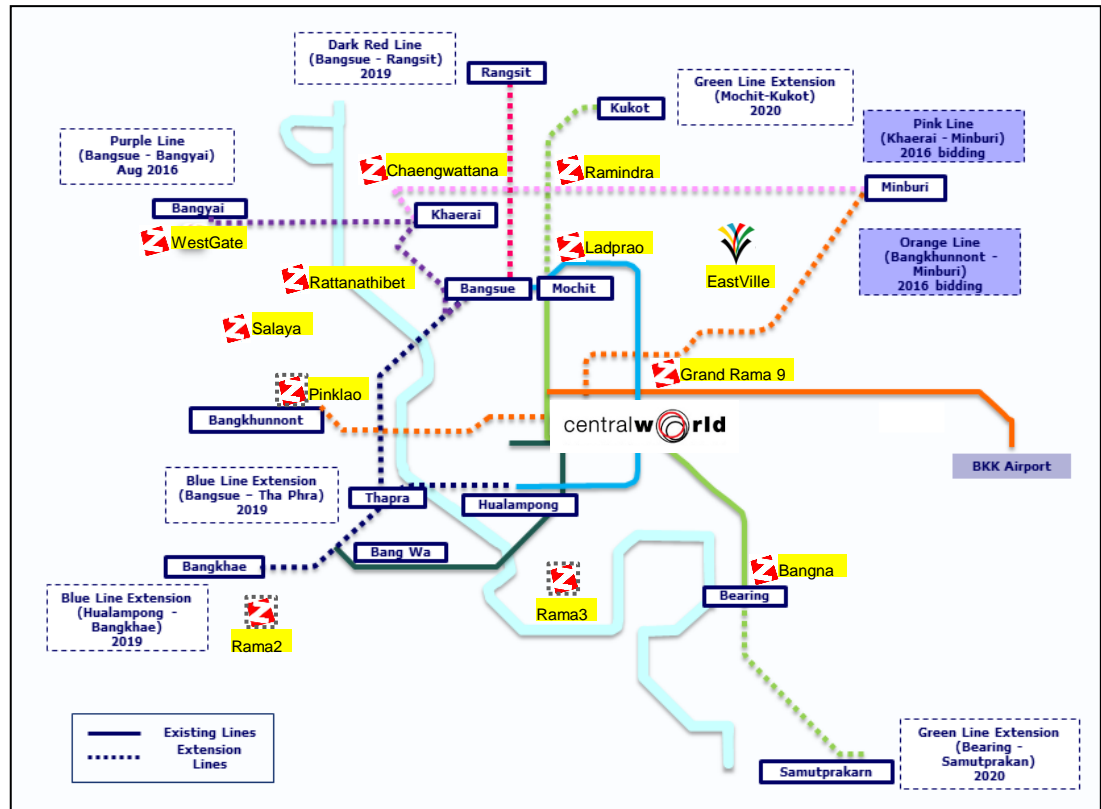 Dark Red Line
(Bangsue - Rangsit)
2019
Rangsit
Kukot
Green Line Extension
(Mochit-Kukot)
2020
Purple Line
(Bangsue - Bangyai)
Aug 2016
Pink Line
(Khaerai - Minburi)
2016 bidding
Chaengwattana
Ramindra
Minburi
Bangyai
Khaerai
WestGate
Ladprao
Orange Line
(Bangkhunnont -
Minburi)
2016 bidding
Rattanathibet
Bangsue
Mochit
EastVille
Salaya
Grand Rama 9
Pinklao
Bangkhunnont
centralworld
BKK Airport
Blue Line Extension
(Bangsue – Tha Phra)
2019
Thapra
Hualampong
Bang Wa
Bangkhae
Bangna
Bearing
Blue Line Extension
(Hualampong -
Bangkhae)
2019
Rama3
Rama2
Existing Lines
Extension
Lines
Green Line Extension
(Bearing -
Samutprakan)
2020
Samutprakarn